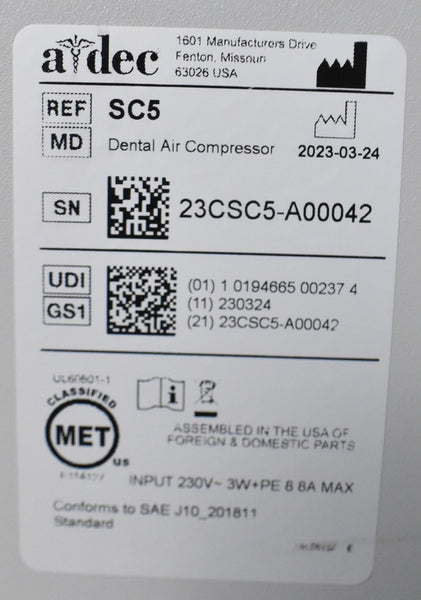 a dec
1601 Manufacturers Drive
Fenton, Missouri
63026 USA
REF
SC5
MD
Dental Air Compressor
2023-03-24
SN
23CSC5-A00042
UDI
GS1
(01) 1 0194665 00237 4
(11) 230324
(21) 23CSC5-A00042
UL60601-1
CLASSIFIED
MET
US
ASSEMBLED IN THE USA OF
FOREIGN & DOMESTIC PARTS
INPUT 230V~ 3W+PE 8.8A MAX
Conforms to SAE J10_201811
Standard